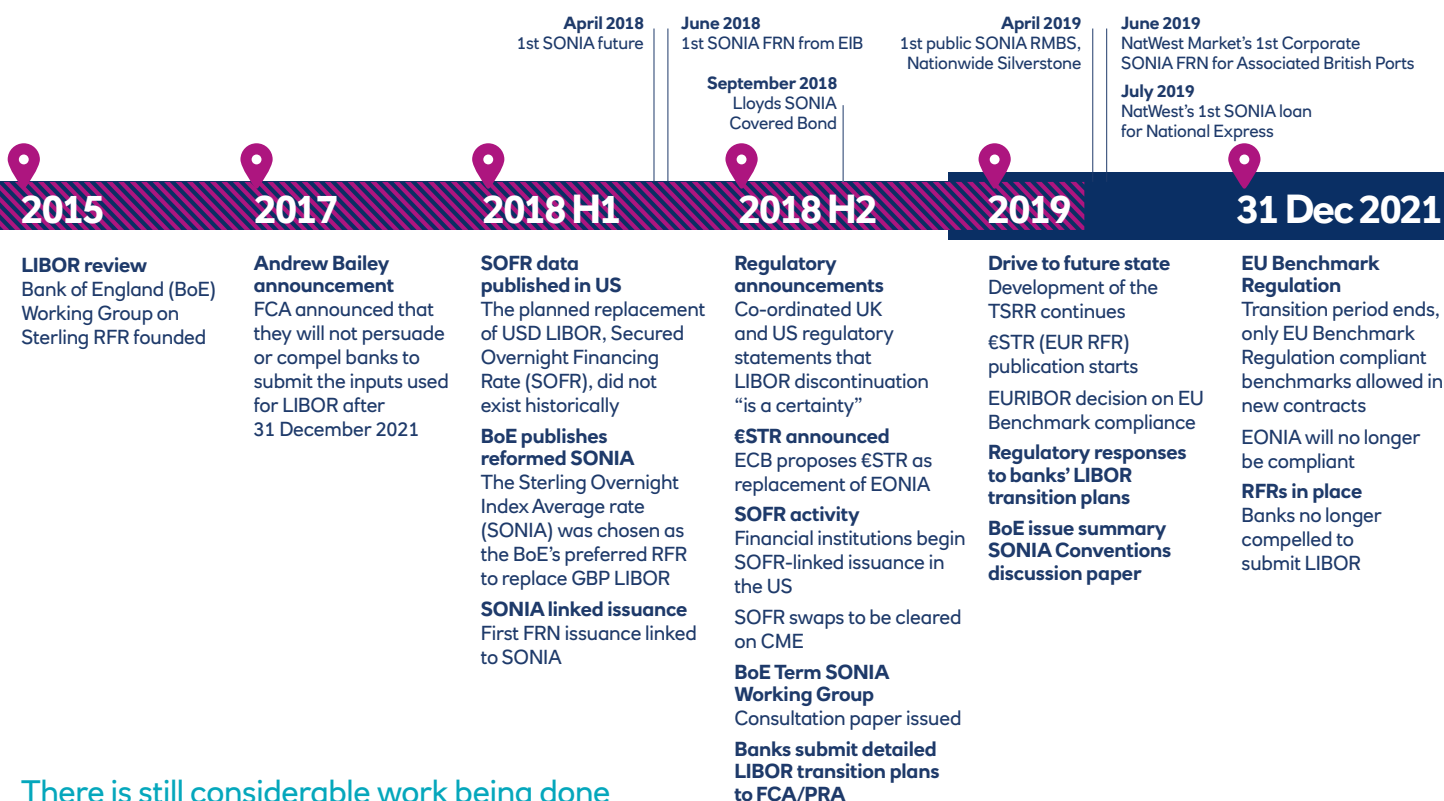 April 2018
1st SONIA future
June 2018
1st SONIA FRN from EIB
September 2018
Lloyds SONIA
Covered Bond
April 2019
1st public SONIA RMBS,
Nationwide Silverstone
June 2019
NatWest Market's 1st Corporate
SONIA FRN for Associated British Ports
July 2019
NatWest's 1st SONIA loan
for National Express
2015
2017
2018 H1
2018 H2
2019
31 Dec 2021
LIBOR review
Bank of England (BoE)
Working Group on
Sterling RFR founded
Andrew Bailey
announcement
FCA announced that
they will not persuade
or compel banks to
submit the inputs used
for LIBOR after
31 December 2021
SOFR data
published in US
The planned replacement
of USD LIBOR, Secured
Overnight Financing
Rate (SOFR), did not
exist historically
BoE publishes
reformed SONIA
The Sterling Overnight
Index Average rate
(SONIA) was chosen as
the BoE's preferred RFR
to replace GBP LIBOR
SONIA linked issuance
First FRN issuance linked
to SONIA
Regulatory
announcements
Co-ordinated UK
and US regulatory
statements that
LIBOR discontinuation
"is a certainty"
€STR announced
ECB proposes €STR as
replacement of EONIA
SOFR activity
Financial institutions begin
SOFR-linked issuance in
the US
SOFR swaps to be cleared
on CME
BoE Term SONIA
Working Group
Consultation paper issued
Banks submit detailed
LIBOR transition plans
to FCA/PRA
Drive to future state
Development of the
TSRR continues
€STR (EUR RFR)
publication starts
EURIBOR decision on EU
Benchmark compliance
Regulatory responses
to banks' LIBOR
transition plans
BoE issue summary
SONIA Conventions
discussion paper
EU Benchmark
Regulation
Transition period ends,
only EU Benchmark
Regulation compliant
benchmarks allowed in
new contracts
EONIA will no longer
be compliant
RFRs in place
Banks no longer
compelled to
submit LIBOR
There is still considerable work being done